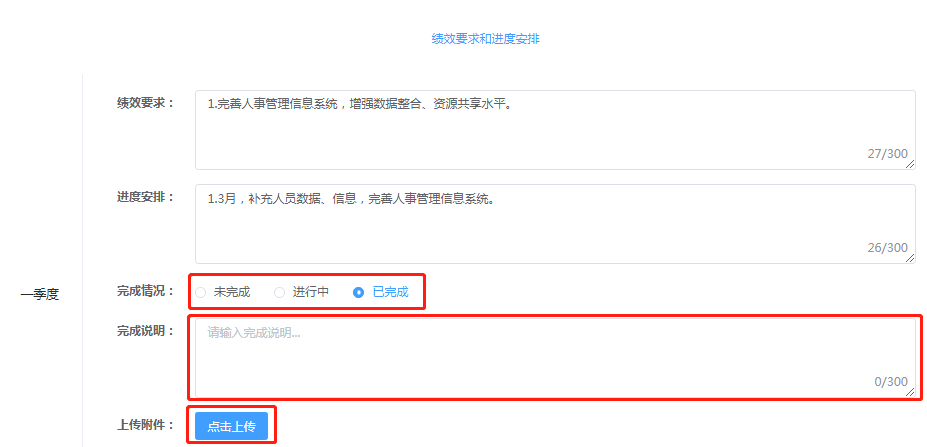 绩效要求和进度安排
绩效要求：
1.完善人事管理信息系统，增强数据整合、资源共享水平。
27/300
进度安排：
1.3月，补充人员数据、信息，完善人事管理信息系统。
26/300
一季度
完成情况： 未完成 进行中 已完成
完成说明：
请输入完成说明...
0/300
上传附件： 点击上传